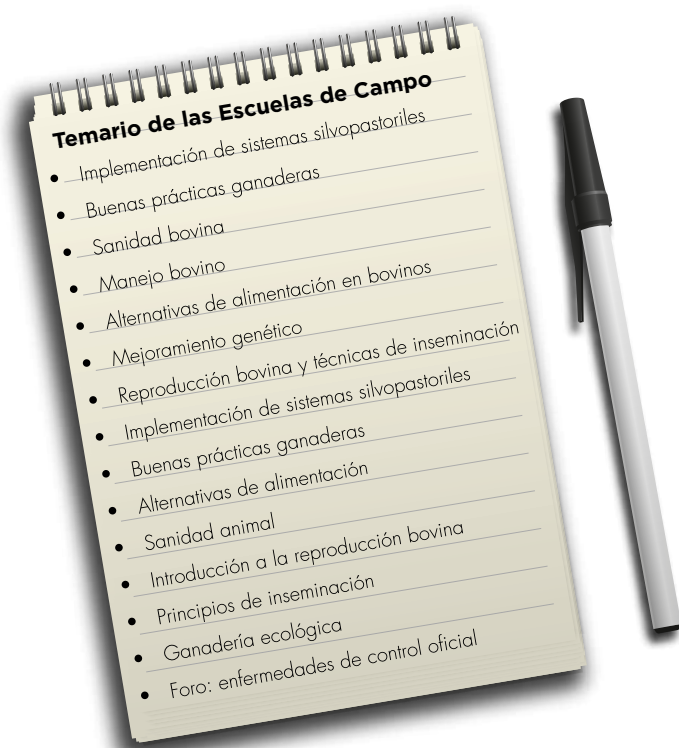 Temario de las Escuelas de Campo
• Implementación de sistemas silvopastoriles
• Buenas prácticas ganaderas
• Sanidad bovina
• Manejo bovino
• Alternativas de alimentación en bovinos
• Mejoramiento genético
• Reproducción bovina y técnicas de inseminación
• Implementación de sistemas silvopastoriles
• Buenas prácticas ganaderas
• Alternativas de alimentación
• Sanidad animal
• Introducción a la reproducción bovina
• Principios de inseminación
• Ganadería ecológica
• Foro: enfermedades de control oficial